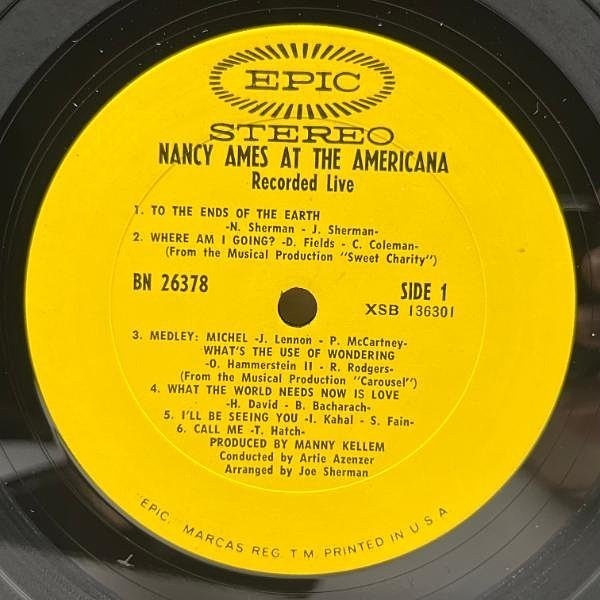 EPIC
STEREO
NANCY AMES AT THE AMERICANA
Recorded Live
1. TO THE ENDS OF THE EARTH
-N. Sherman - J. Sherman-
2. WHERE AM I GOING? -D. Fields - C. Coleman-
(From the Musical Production "Sweet Charity")
BN 26378
SIDE 1
XSB 136301
3. MEDLEY: MICHEL -J. Lennon - P. McCartney-
WHAT'S THE USE OF WONDERING
-O. Hammerstein II - R. Rodgers-
(From the Musical Production "Carousel")
4. WHAT THE WORLD NEEDS NOW IS LOVE
-H. David - B. Bacharach-
5. I'LL BE SEEING YOU -I. Kahal - S. Fain-
6. CALL ME -T. Hatch-
PRODUCED BY MANNY KELLEM
Conducted by Artie Azenzer
Arranged by Joe Sherman
"EPIC," MARCAS REG. T M. PRINTED IN U S A